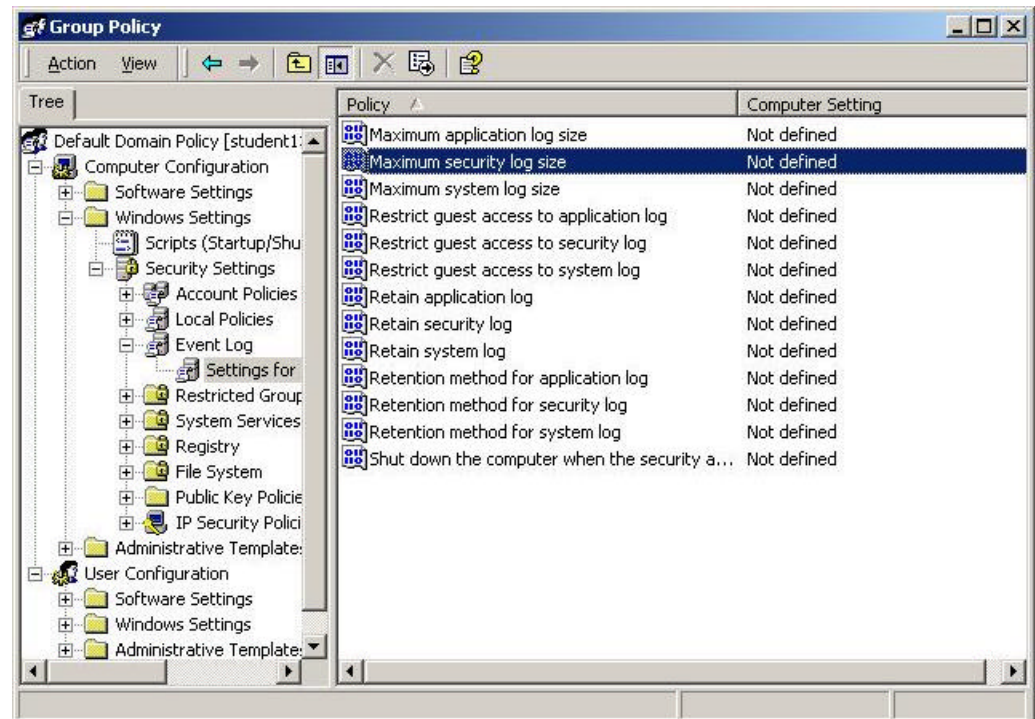 Group Policy
Action View
Tree
Policy Computer Setting
Default Domain Policy [student1
Computer Configuration
Software Settings
Windows Settings
Scripts (Startup/Shu
Security Settings
Account Policies
Local Policies
Event Log
Settings for
Restricted Group
System Services
Registry
File System
Public Key Policie
IP Security Polici
Administrative Template
User Configuration
Software Settings
Windows Settings
Administrative Template
Maximum application log size Not defined
Maximum security log size Not defined
Maximum system log size Not defined
Restrict guest access to application log Not defined
Restrict guest access to security log Not defined
Restrict guest access to system log Not defined
Retain application log Not defined
Retain security log Not defined
Retain system log Not defined
Retention method for application log Not defined
Retention method for security log Not defined
Retention method for system log Not defined
Shut down the computer when the security a... Not defined